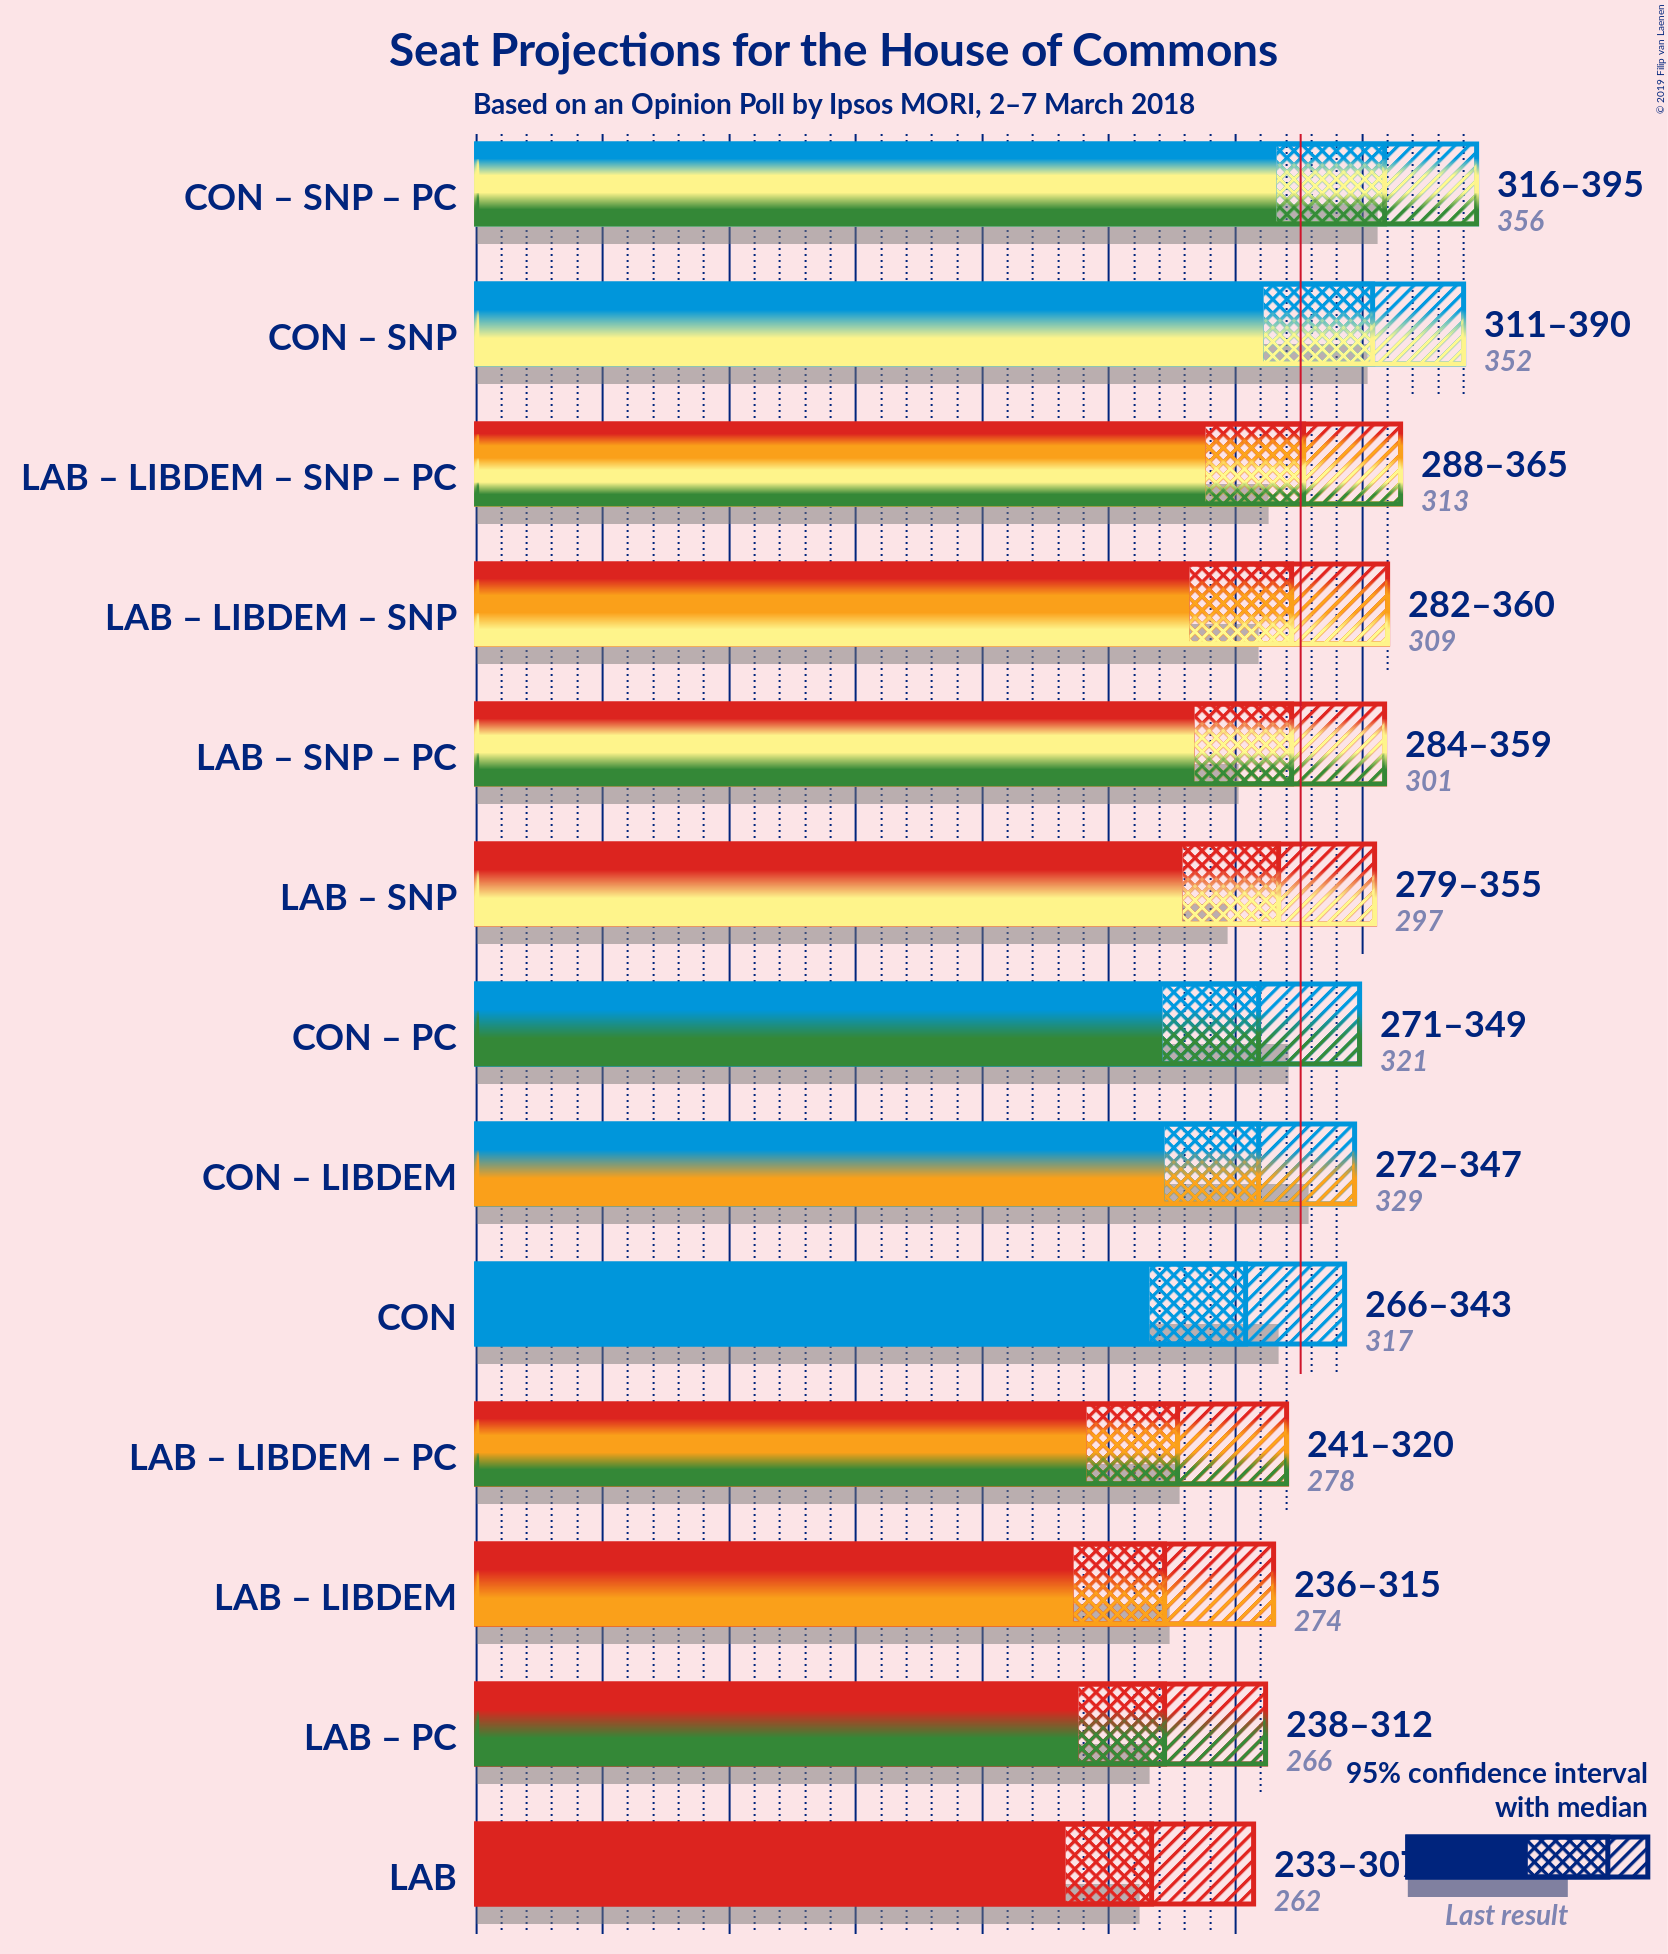 Seat Projections for the House of Commons
Based on an Opinion Poll by Ipsos MORI, 2–7 March 2018
© 2019 Filip van Laenen
CON – SNP – PC
316–395
356
CON – SNP
311–390
352
LAB – LIBDEM – SNP – PC
288–365
313
LAB – LIBDEM – SNP
282–360
309
LAB – SNP – PC
284–359
301
LAB – SNP
279–355
297
CON – PC
271–349
321
CON – LIBDEM
272–347
329
CON
266–343
317
LAB – LIBDEM – PC
241–320
278
LAB – LIBDEM
236–315
274
LAB – PC
238–312
266
LAB
233–307
262
95% confidence interval
with median
Last result